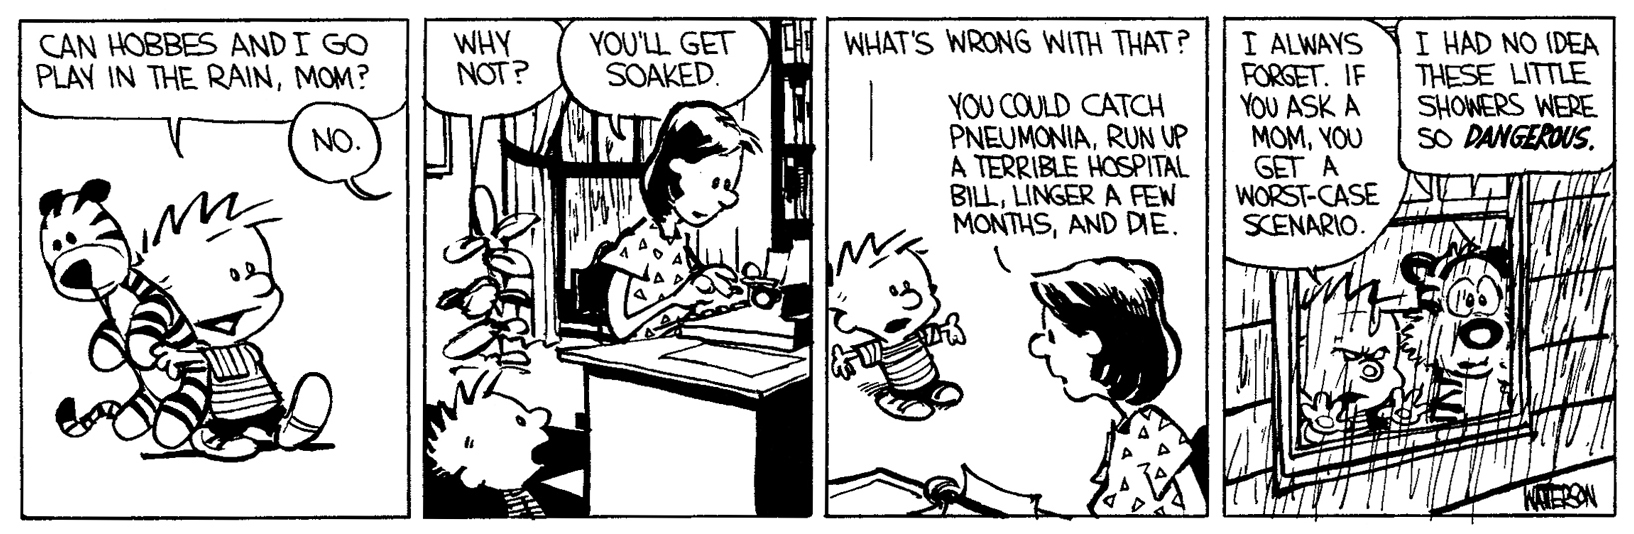 CAN HOBBES AND I GO
PLAY IN THE RAIN, MOM?
NO.
WHY
NOT?
YOU'LL GET
SOAKED.
WHAT'S WRONG WITH THAT?
YOU COULD CATCH
PNEUMONIA, RUN UP
A TERRIBLE HOSPITAL
BILL, LINGER A FEW
MONTHS, AND DIE.
I ALWAYS
FORGET. IF
YOU ASK A
MOM, YOU
GET A
WORST-CASE
SCENARIO.
I HAD NO IDEA
THESE LITTLE
SHOWERS WERE
SO DANGEROUS.
WATTERSON